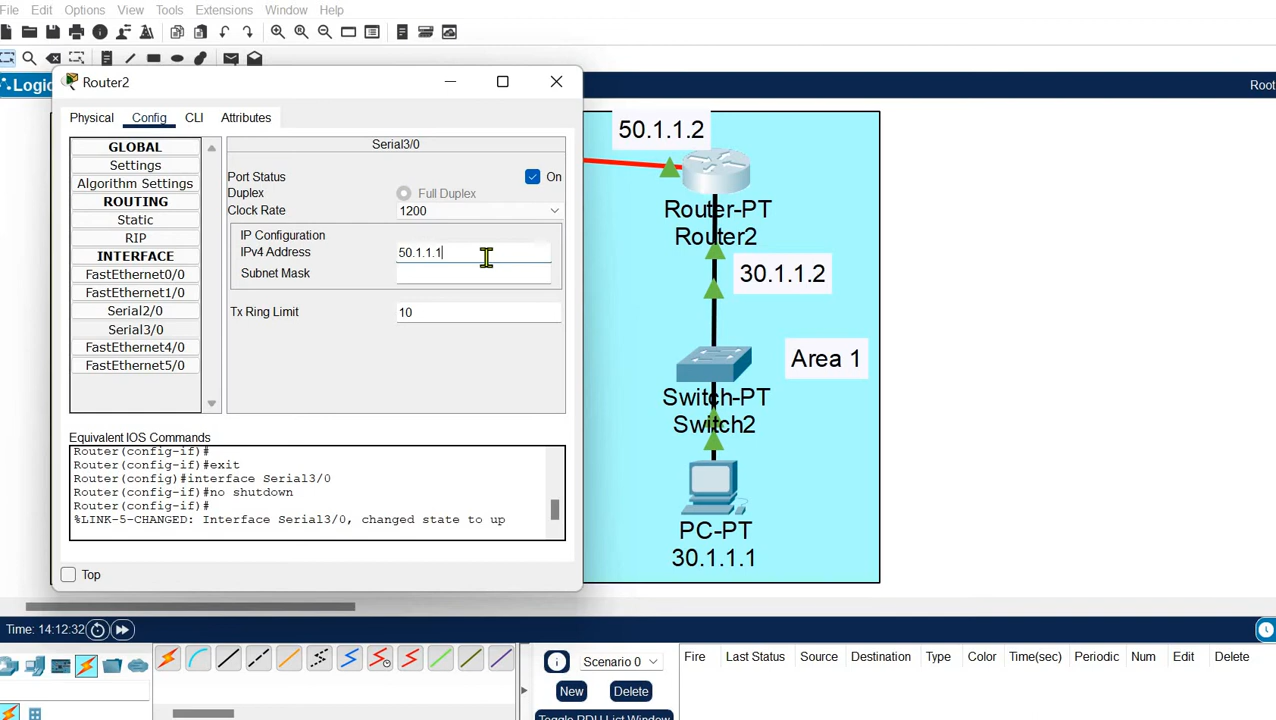 File Edit Options View Tools Extensions Window Help
Logic
Root
Router2
Physical Config CLI Attributes
GLOBAL
Settings
Algorithm Settings
ROUTING
Static
RIP
INTERFACE
FastEthernet0/0
FastEthernet1/0
Serial2/0
Serial3/0
FastEthernet4/0
FastEthernet5/0
Serial3/0
Port Status On
Duplex Full Duplex
Clock Rate 1200
IP Configuration
IPv4 Address 50.1.1.1
Subnet Mask
Tx Ring Limit 10
Equivalent IOS Commands
Router(config-if)#
Router(config-if)#exit
Router(config)#interface Serial3/0
Router(config-if)#no shutdown
Router(config-if)#
%LINK-5-CHANGED: Interface Serial3/0, changed state to up
Top
50.1.1.2
Router-PT
Router2
30.1.1.2
Area 1
Switch-PT
Switch2
PC-PT
30.1.1.1
Time: 14:12:32
Scenario 0
New Delete
Toggle PDU List Window
Fire Last Status Source Destination Type Color Time(sec) Periodic Num Edit Delete